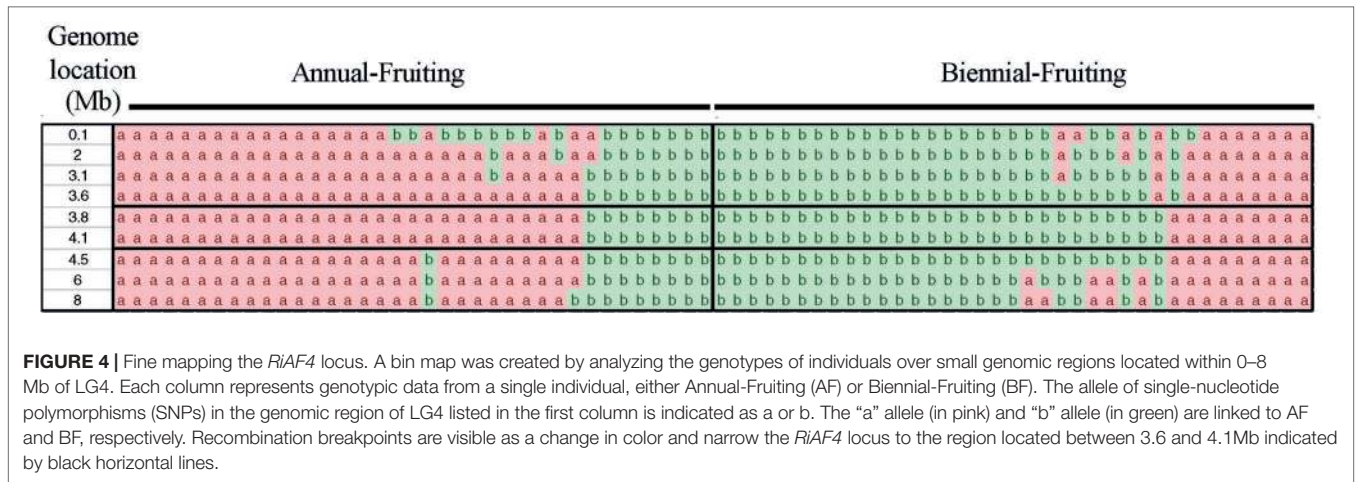 Genome
location
(Mb)
Annual-Fruiting
Biennial-Fruiting
0.1 a a a a a a a a a a a a a a a a a b b a b b b b b b a b a a b b b b b b b b b b b b b b b b b b b b b b b b b b b b a a b b a b a b b a a a a a a a
2 a a a a a a a a a a a a a a a a a a a a a a a b a a a b a a b b b b b b b b b b b b b b b b b b b b b b b b b b b b a b b b a b a b a a a a a a a a
3.1 a a a a a a a a a a a a a a a a a a a a a a a b a a a a a b b b b b b b b b b b b b b b b b b b b b b b b b b b b b a b b b b b a b a a a a a a a a
3.6 a a a a a a a a a a a a a a a a a a a a a a a a a a a a a b b b b b b b b b b b b b b b b b b b b b b b b b b b b b b b b b b b a b a a a a a a a a
3.8 a a a a a a a a a a a a a a a a a a a a a a a a a a a a a b b b b b b b b b b b b b b b b b b b b b b b b b b b b b b b b b b b b a a a a a a a a a
4.1 a a a a a a a a a a a a a a a a a a a a a a a a a a a a a b b b b b b b b b b b b b b b b b b b b b b b b b b b b b b b b b b b b a a a a a a a a a
4.5 a a a a a a a a a a a a a a a a a a a b a a a a a a a a a b b b b b b b b b b b b b b b b b b b b b b b b b b b b b b b b b b b b a a a a a a a a a
6 a a a a a a a a a a a a a a a a a a a b a a a a a a a a a b b b b b b b b b b b b b b b b b b b b b b b b b b b a b b b a a b a b a a a a a a a a a
8 a a a a a a a a a a a a a a a a a a a b a a a a a a a a b b b b b b b b b b b b b b b b b b b b b b b b b b b b a a b b a a b a b a a a a a a a a a
FIGURE 4 | Fine mapping the RiAF4 locus. A bin map was created by analyzing the genotypes of individuals over small genomic regions located within 0–8
Mb of LG4. Each column represents genotypic data from a single individual, either Annual-Fruiting (AF) or Biennial-Fruiting (BF). The allele of single-nucleotide
polymorphisms (SNPs) in the genomic region of LG4 listed in the first column is indicated as a or b. The “a” allele (in pink) and “b” allele (in green) are linked to AF
and BF, respectively. Recombination breakpoints are visible as a change in color and narrow the RiAF4 locus to the region located between 3.6 and 4.1Mb indicated
by black horizontal lines.